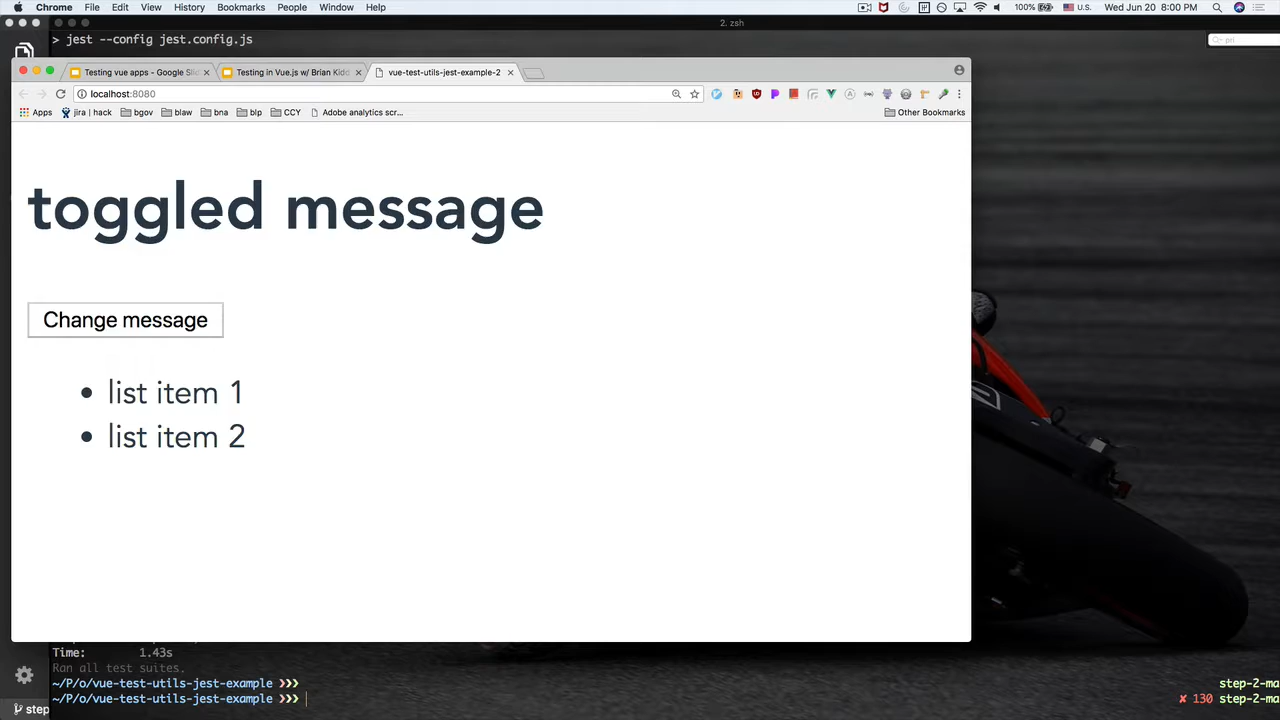 Chrome File Edit View History Bookmarks People Window Help 100% U.S. Wed Jun 20 8:00 PM
2. zsh
> jest --config jest.config.js
pri
Testing vue apps - Google Sli
Testing in Vue.js w/ Brian Kidd
vue-test-utils-jest-example-2
localhost:8080
Apps jira | hack bgov blaw bna blp CCY Adobe analytics scr... Other Bookmarks
toggled message
Change message
• list item 1
• list item 2
Time: 1.43s
Ran all test suites.
~/P/o/vue-test-utils-jest-example ❯❯❯ step-2-ma
~/P/o/vue-test-utils-jest-example ❯❯❯ ✘ 130 step-2-ma
step